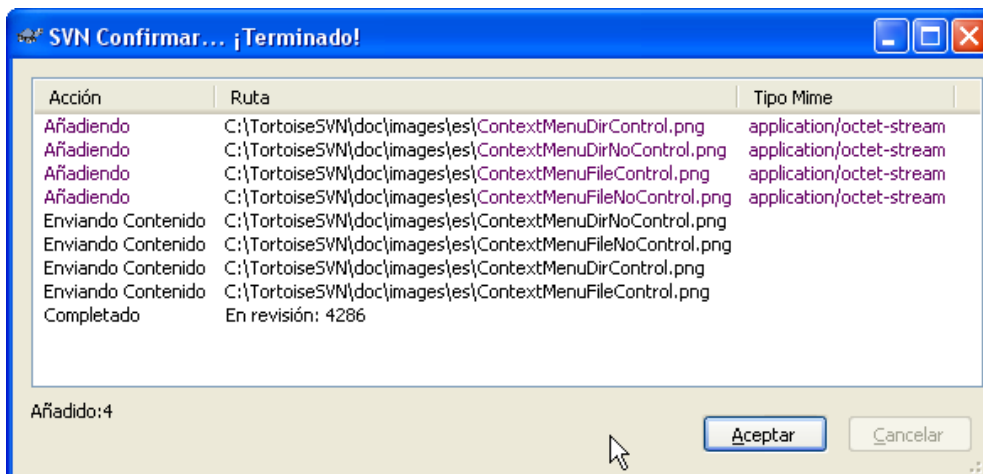 SVN Confirmar... ¡Terminado!
Acción Ruta Tipo Mime
Añadiendo C:\TortoiseSVN\doc\images\es\ContextMenuDirControl.png application/octet-stream
Añadiendo C:\TortoiseSVN\doc\images\es\ContextMenuDirNoControl.png application/octet-stream
Añadiendo C:\TortoiseSVN\doc\images\es\ContextMenuFileControl.png application/octet-stream
Añadiendo C:\TortoiseSVN\doc\images\es\ContextMenuFileNoControl.png application/octet-stream
Enviando Contenido C:\TortoiseSVN\doc\images\es\ContextMenuDirNoControl.png
Enviando Contenido C:\TortoiseSVN\doc\images\es\ContextMenuFileNoControl.png
Enviando Contenido C:\TortoiseSVN\doc\images\es\ContextMenuDirControl.png
Enviando Contenido C:\TortoiseSVN\doc\images\es\ContextMenuFileControl.png
Completado En revisión: 4286
Añadido:4
Aceptar Cancelar